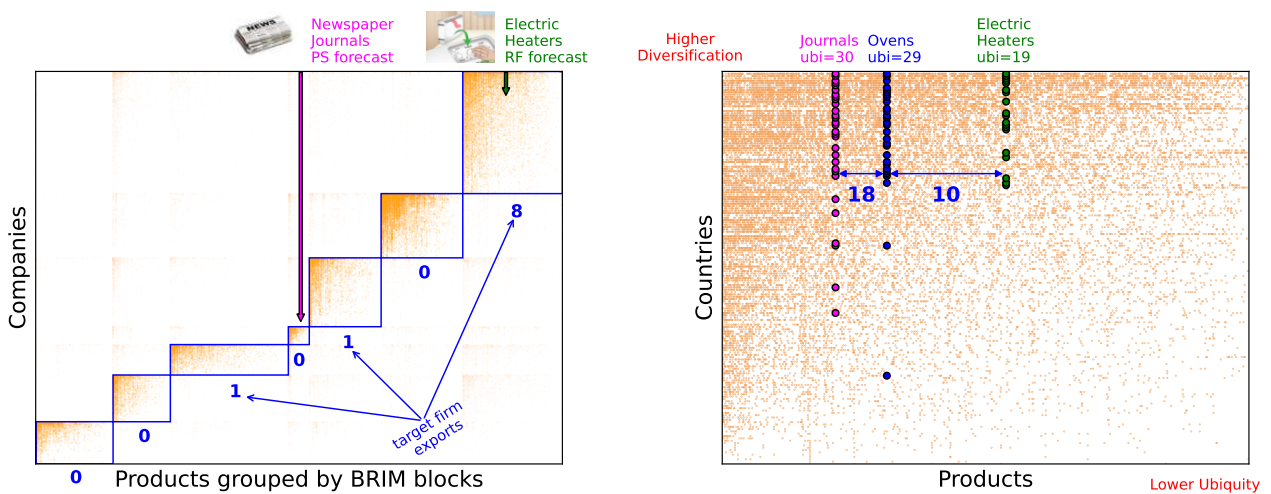 NEWS
Newspaper
Journals
PS forecast
Electric
Heaters
RF forecast
Companies
0
0
1
0
1
0
8
target firm
exports
Products grouped by BRIM blocks
Higher
Diversification
Journals
ubi=30
Ovens
ubi=29
Electric
Heaters
ubi=19
18
10
Countries
Products
Lower Ubiquity